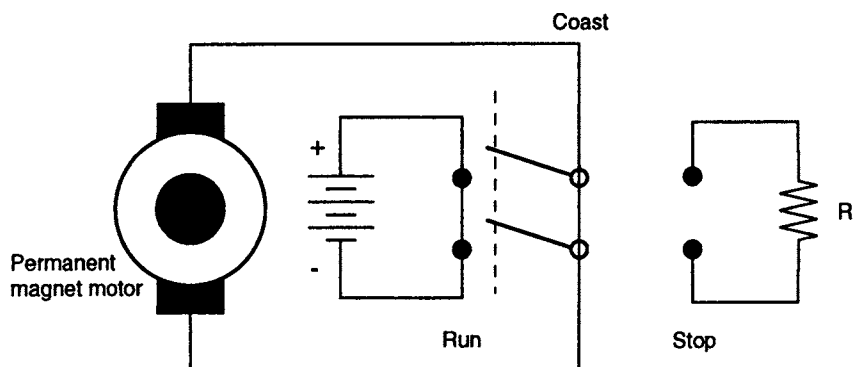 Coast
+
-
Permanent
magnet motor
R
Run
Stop